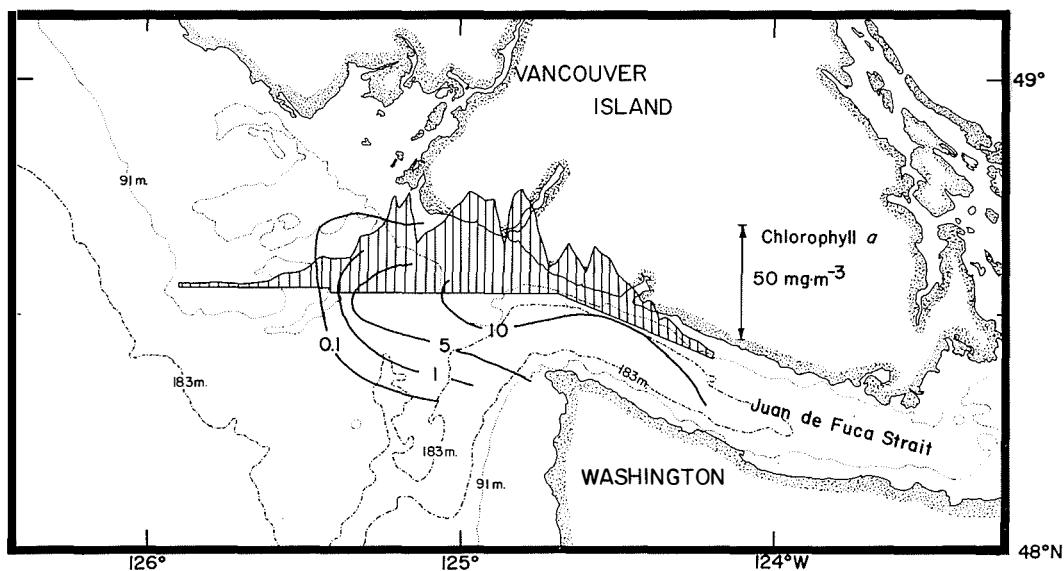 VANCOUVER
ISLAND
49°
91 m.
Chlorophyll a
50 mg·m⁻³
10
0.1
5
1
183 m.
183 m.
Juan de Fuca Strait
183 m.
91 m.
WASHINGTON
48°N
126°
125°
124°W